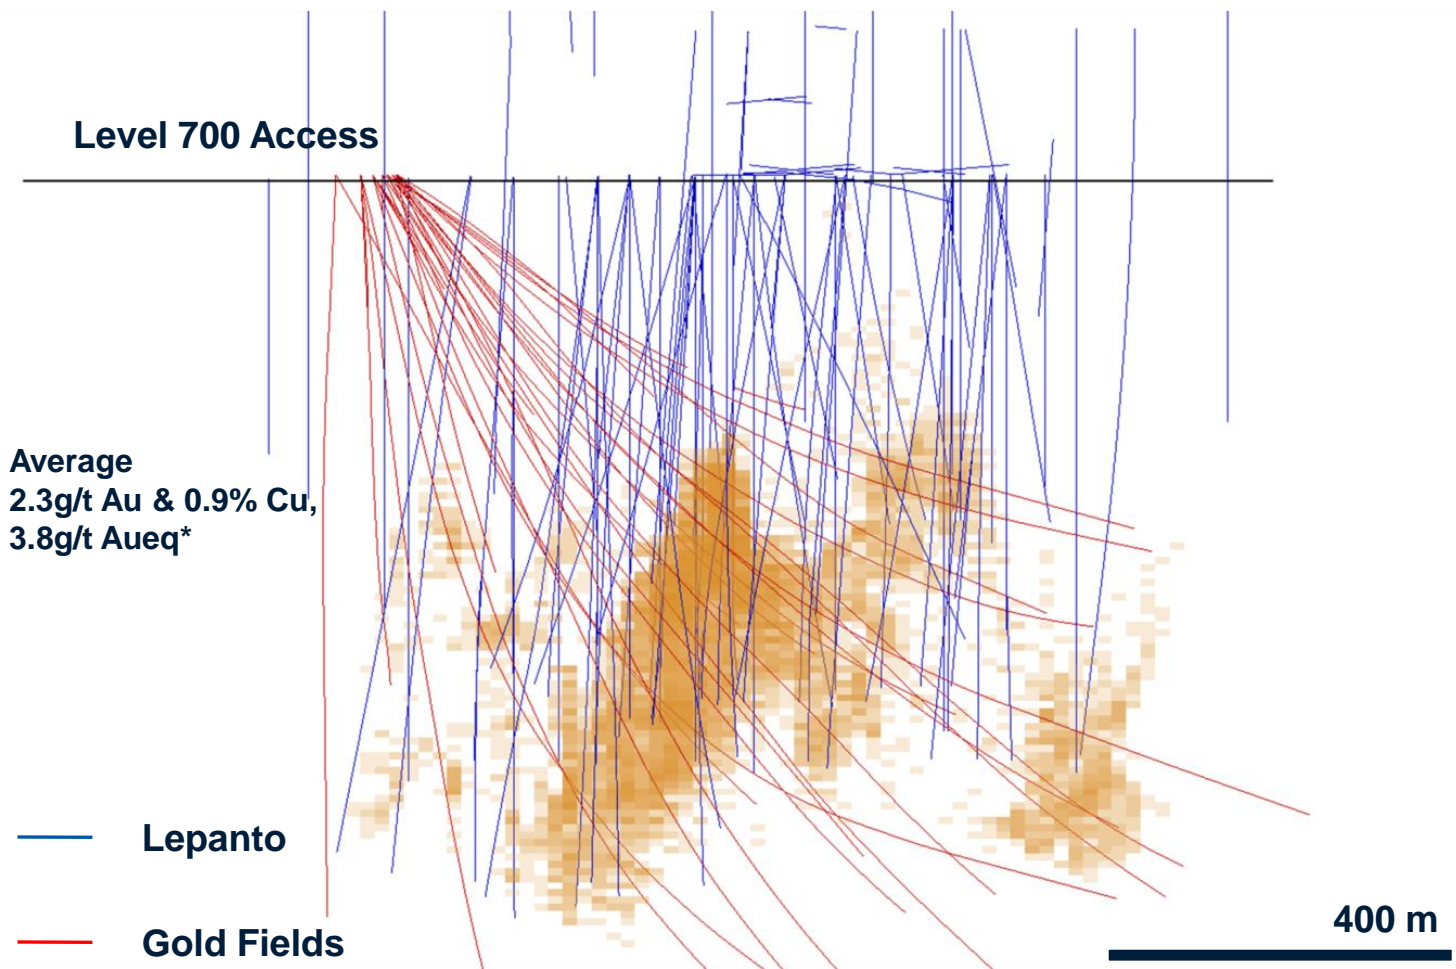 Level 700 Access
Average
2.3g/t Au & 0.9% Cu,
3.8g/t Aueq*
Lepanto
Gold Fields
400 m